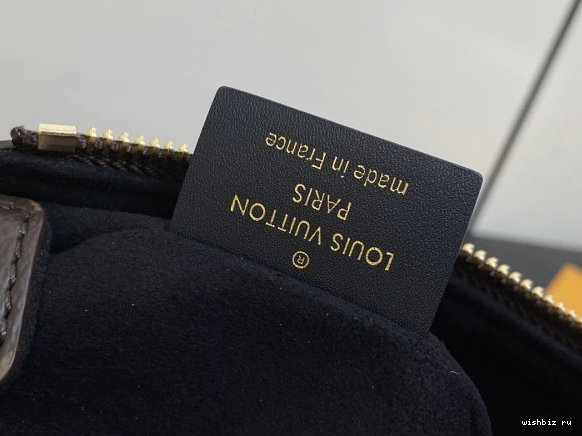 ®
LOUIS VUITTON
PARIS
made in France
wishbiz ru